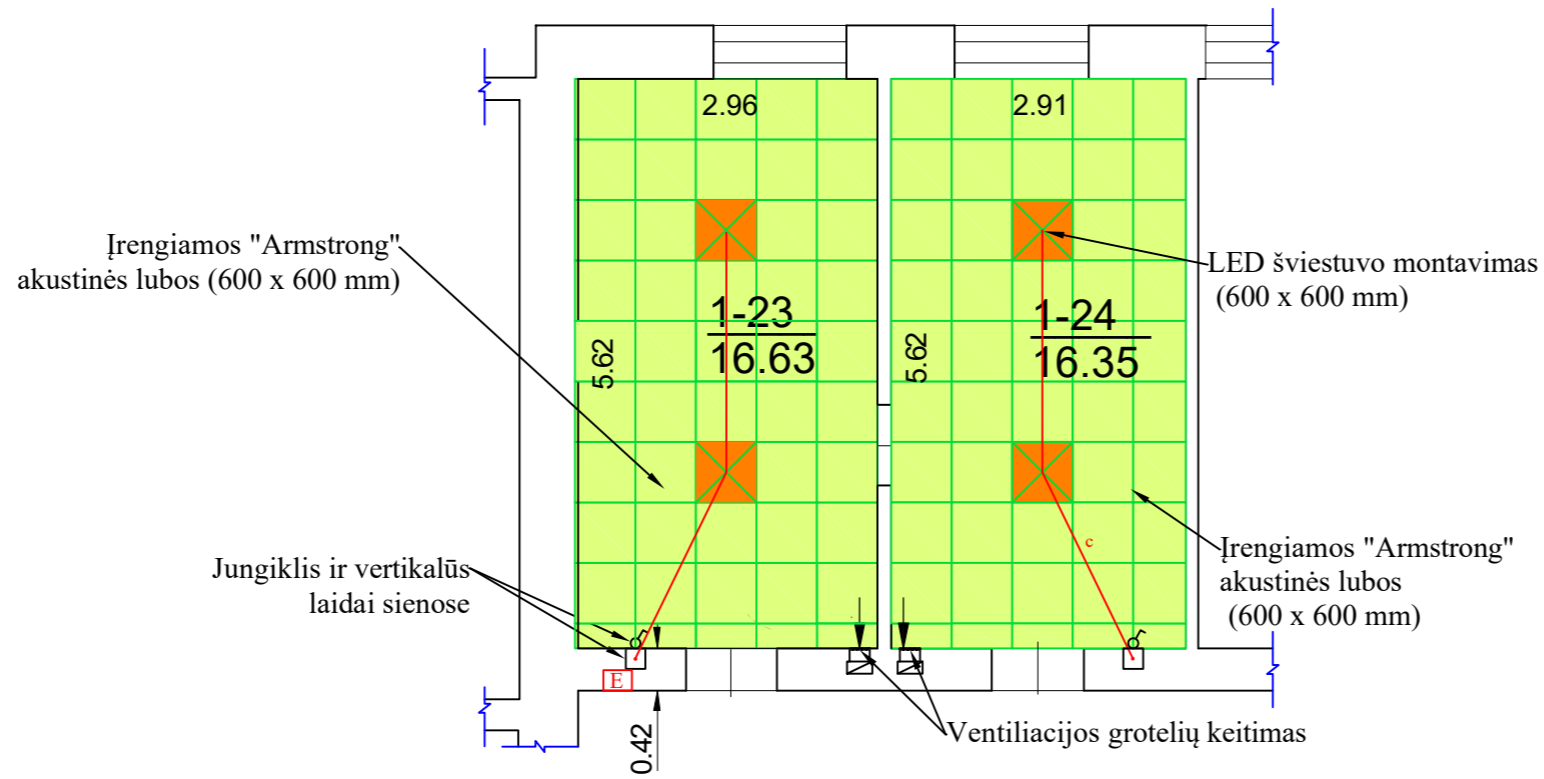 2.96
2.91
Įrengiamos "Armstrong"
akustinės lubos (600 x 600 mm)
LED šviestuvo montavimas
(600 x 600 mm)
1-23
16.63
1-24
16.35
5.62
5.62
c
Įrengiamos "Armstrong"
akustinės lubos
(600 x 600 mm)
Jungiklis ir vertikalūs
laidai sienose
E
0.42
Ventiliacijos grotelių keitimas